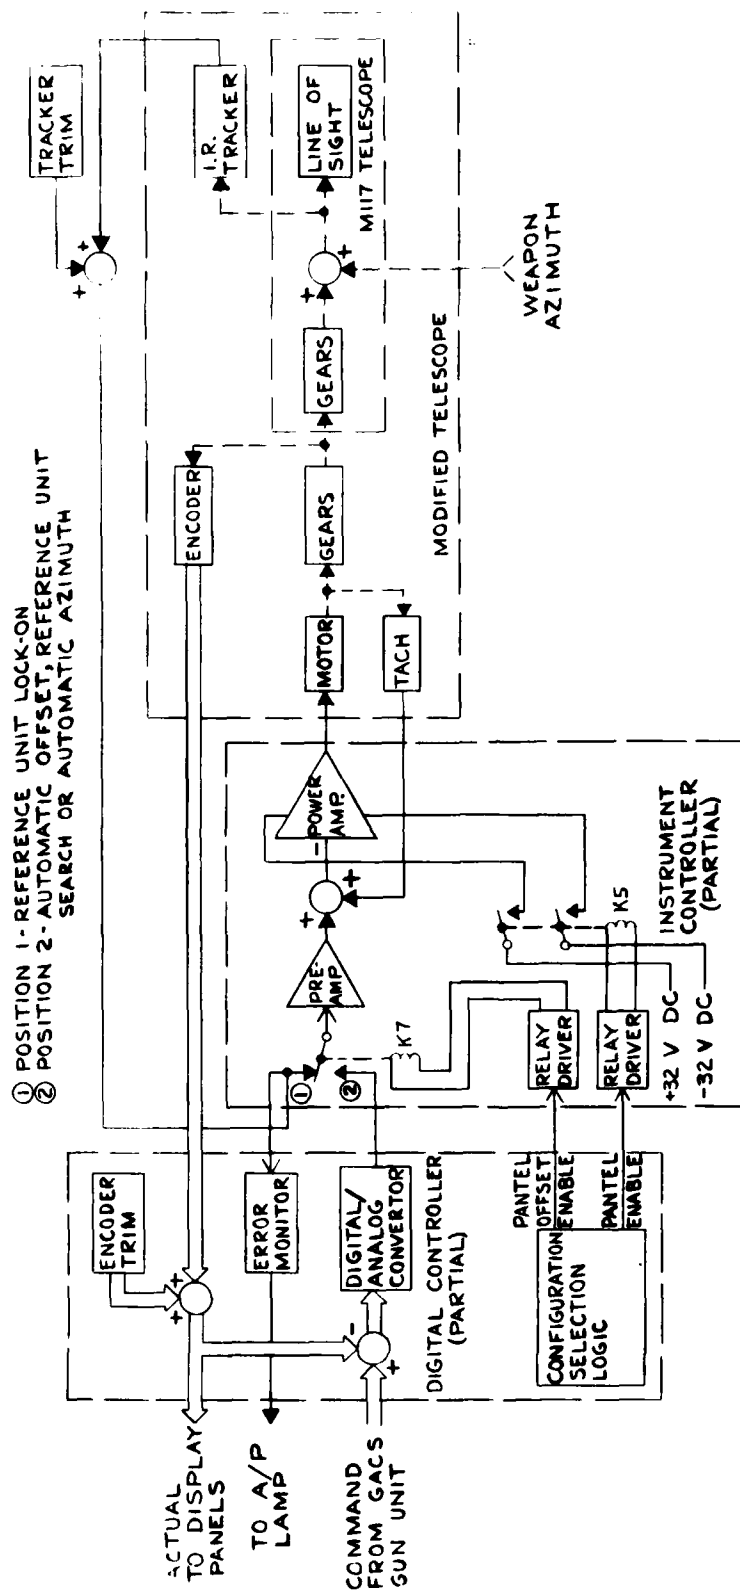 ① POSITION 1 - REFERENCE UNIT LOCK-ON
② POSITION 2 - AUTOMATIC OFFSET, REFERENCE UNIT
SEARCH OR AUTOMATIC AZIMUTH
TRACKER
TRIM
+
+
I.R.
TRACKER
LINE OF
SIGHT
M117 TELESCOPE
+
+
WEAPON
AZIMUTH
GEARS
ENCODER
GEARS
MODIFIED TELESCOPE
MOTOR
TACH
POWER
AMP.
-
+
+
PRE-
AMP
K7
①
②
K5
INSTRUMENT
CONTROLLER
(PARTIAL)
RELAY
DRIVER
RELAY
DRIVER
+32 V DC
-32 V DC
ENCODER
TRIM
+
+
ERROR
MONITOR
DIGITAL/
ANALOG
CONVERTOR
-
+
DIGITAL CONTROLLER
(PARTIAL)
PANTEL
OFFSET
ENABLE
PANTEL
ENABLE
CONFIGURATION
SELECTION
LOGIC
ACTUAL
TO DISPLAY
PANELS
TO A/P
LAMP
COMMAND
FROM GACS
GUN UNIT